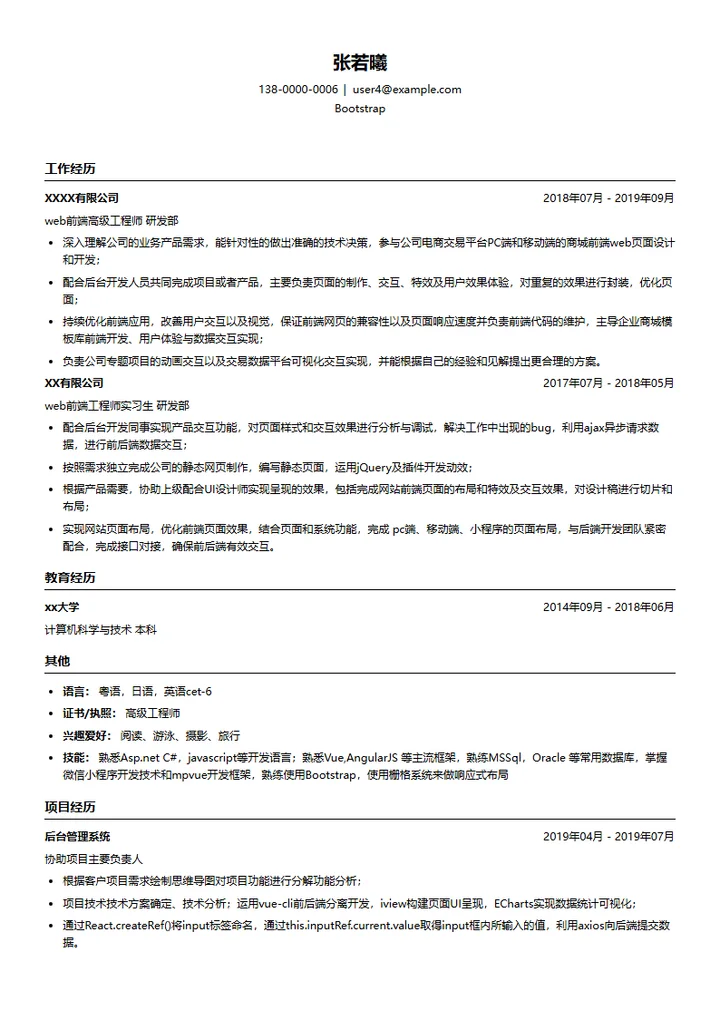 张若曦
138-0000-0006 | user4@example.com
Bootstrap
工作经历
XXXX有限公司 2018年07月 - 2019年09月
web前端高级工程师 研发部
• 深入理解公司的业务产品需求，能针对性的做出准确的技术决策，参与公司电商交易平台PC端和移动端的商城前端web页面设计
和开发；
• 配合后台开发人员共同完成项目或者产品，主要负责页面的制作、交互、特效及用户效果体验，对重复的效果进行封装，优化页
面；
• 持续优化前端应用，改善用户交互以及视觉，保证前端网页的兼容性以及页面响应速度并负责前端代码的维护，主导企业商城模
板库前端开发、用户体验与数据交互实现；
• 负责公司专题项目的动画交互以及交易数据平台可视化交互实现，并能根据自己的经验和见解提出更合理的方案。
XX有限公司 2017年07月 - 2018年05月
web前端工程师实习生 研发部
• 配合后台开发同事实现产品交互功能，对页面样式和交互效果进行分析与调试，解决工作中出现的bug，利用ajax异步请求数
据，进行前后端数据交互；
• 按照需求独立完成公司的静态网页制作，编写静态页面，运用jQuery及插件开发动效；
• 根据产品需要，协助上级配合UI设计师实现呈现的效果，包括完成网站前端页面的布局和特效及交互效果，对设计稿进行切片和
布局；
• 实现网站页面布局，优化前端页面效果，结合页面和系统功能，完成 pc端、移动端、小程序的页面布局，与后端开发团队紧密
配合，完成接口对接，确保前后端有效交互。
教育经历
xx大学 2014年09月 - 2018年06月
计算机科学与技术 本科
其他
• 语言： 粤语，日语，英语cet-6
• 证书/执照： 高级工程师
• 兴趣爱好： 阅读、游泳、摄影、旅行
• 技能： 熟悉Asp.net C#，javascript等开发语言；熟悉Vue,AngularJS 等主流框架，熟练MSSql，Oracle 等常用数据库，掌握
微信小程序开发技术和mpvue开发框架，熟练使用Bootstrap，使用栅格系统来做响应式布局
项目经历
后台管理系统 2019年04月 - 2019年07月
协助项目主要负责人
• 根据客户项目需求绘制思维导图对项目功能进行分解功能分析；
• 项目技术技术方案确定、技术分析；运用vue-cli前后端分离开发，iview构建页面UI呈现，ECharts实现数据统计可视化；
• 通过React.createRef()将input标签命名，通过this.inputRef.current.value取得input框内所输入的值，利用axios向后端提交数
据。